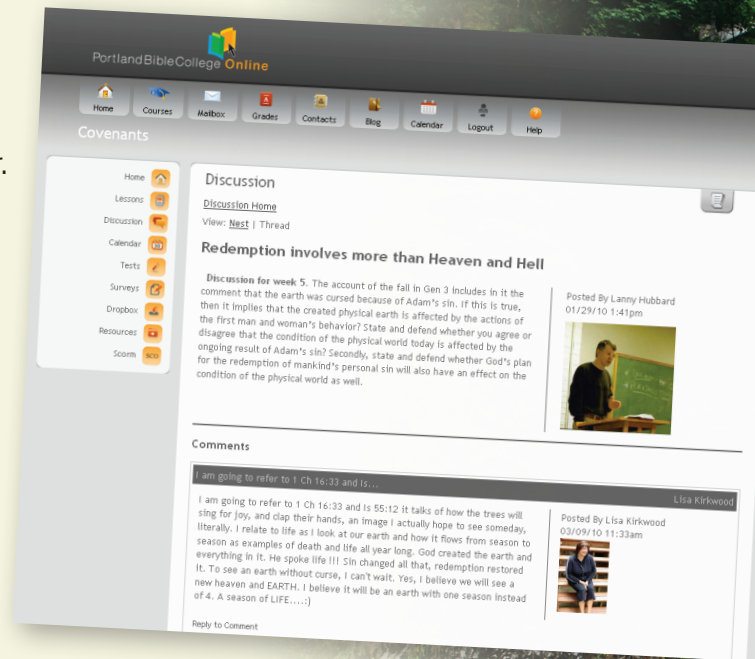 r.
PortlandBibleCollege Online
Home Courses Mailbox Grades Contacts Blog Calendar Logout Help
Covenants
Home
Lessons
Discussion
Calendar
Tests
Surveys
Dropbox
Resources
Scorm SCO
Discussion
Discussion Home
View: Nest | Thread
Redemption involves more than Heaven and Hell
Discussion for week 5. The account of the fall in Gen 3 includes in it the
comment that the earth was cursed because of Adam's sin. If this is true,
then it implies that the created physical earth is affected by the actions of
the first man and woman's behavior? State and defend whether you agree or
disagree that the condition of the physical world today is affected by the
ongoing result of Adam's sin? Secondly, state and defend whether God's plan
for the redemption of mankind's personal sin will also have an effect on the
condition of the physical world as well.
Posted By Lanny Hubbard
01/29/10 1:41pm
Comments
I am going to refer to 1 Ch 16:33 and Is...
Lisa Kirkwood
I am going to refer to 1 Ch 16:33 and Is 55:12 it talks of how the trees will
sing for joy, and clap their hands, an image I actually hope to see someday,
literally. I relate to life as I look at our earth and how it flows from season to
season as examples of death and life all year long. God created the earth and
everything in it. He spoke life !!! Sin changed all that, redemption restored
it. To see an earth without curse, I can't wait. Yes, I believe we will see a
new heaven and EARTH. I believe it will be an earth with one season instead
of 4. A season of LIFE....:)
Posted By Lisa Kirkwood
03/09/10 11:33am
Reply to Comment